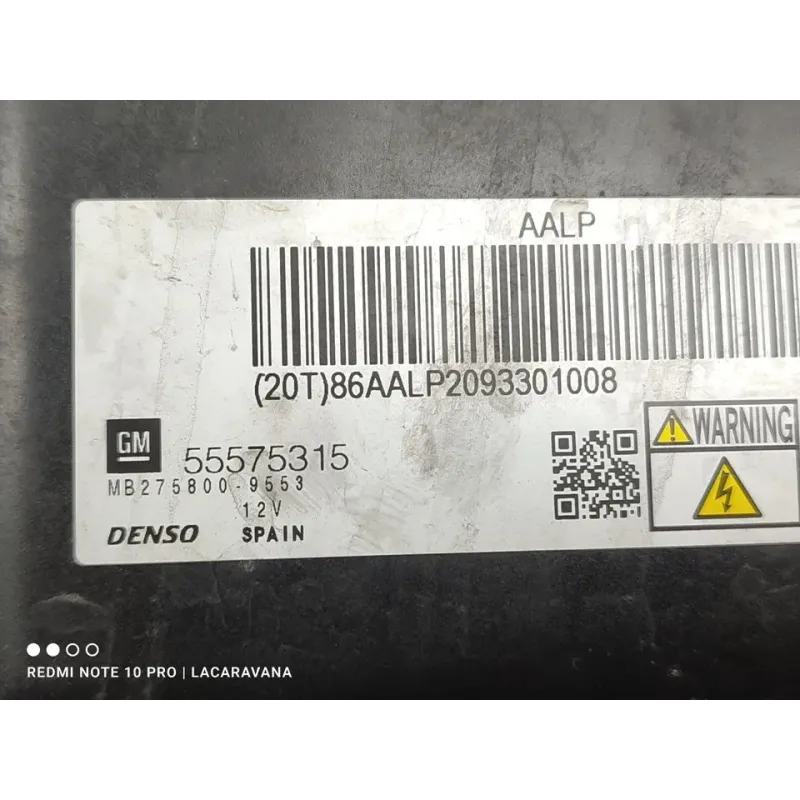 AALP
(20T)86AALP2093301008
GM 55575315
MB275800-9553
12V
DENSO SPAIN
WARNING
REDMI NOTE 10 PRO | LACARAVANA